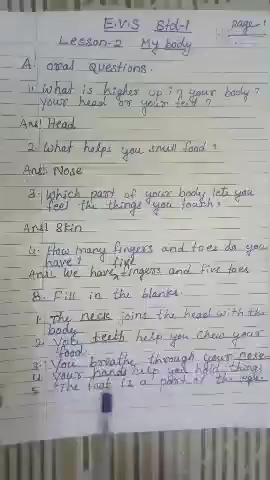 E.V.S Std-1 page 1
Lesson-2 My body
A. oral Questions.
1. What is higher up in your body?
your head or your feet?
Ans: Head
2. What helps you smell food?
Ans: Nose
3. Which part of your body lets you
feel the things you touch?
Ans: Skin
4. How many fingers and toes do you
have?
Ans: We have five fingers and five toes
B. Fill in the blanks.
1. The neck joins the head with the
body
2. Your teeth help you chew your
food.
3. You breathe through your nose
4. Your hands help you hold things
5. The foot is a part of the